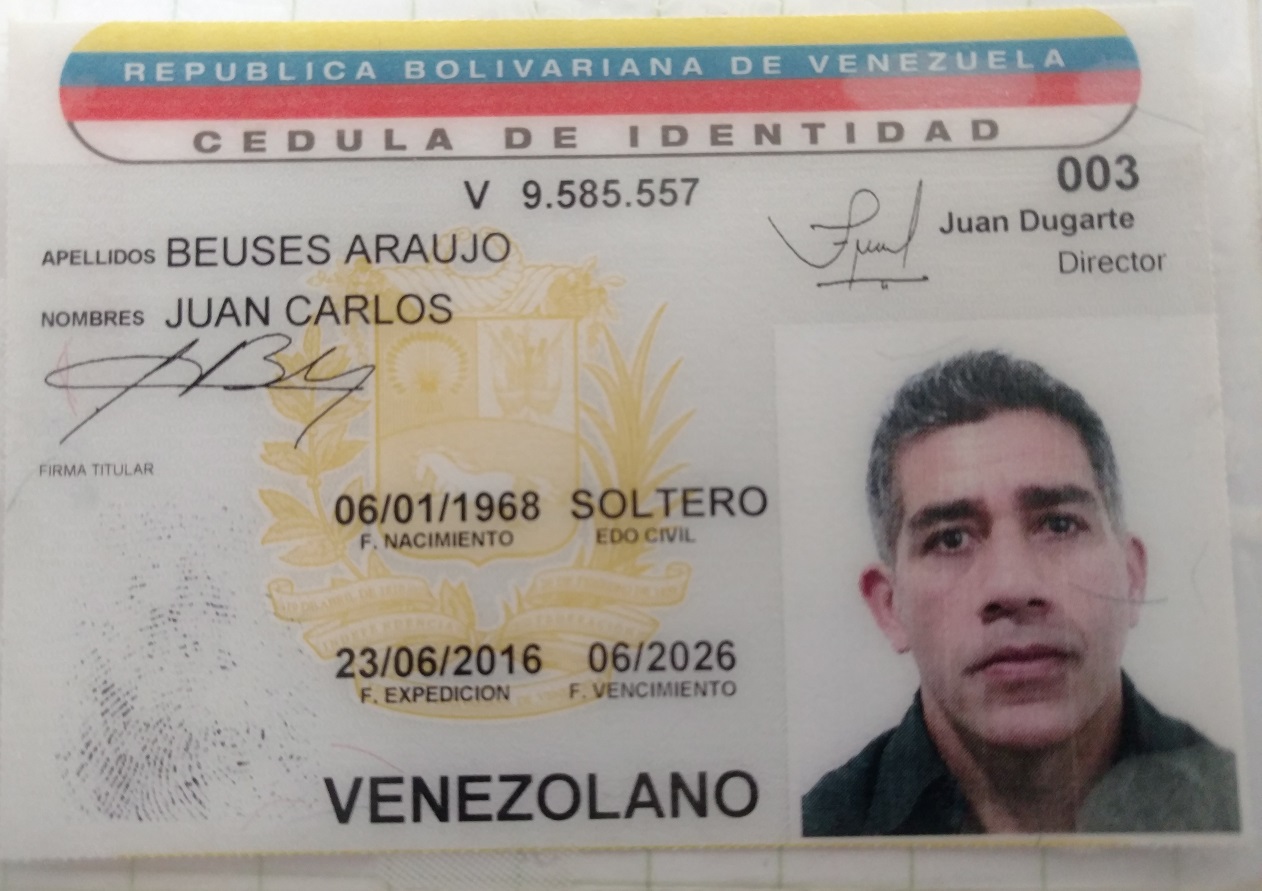 REPUBLICA BOLIVARIANA DE VENEZUELA
CEDULA DE IDENTIDAD
V 9.585.557
003
Juan Dugarte
Director
APELLIDOS BEUSES ARAUJO
NOMBRES JUAN CARLOS
FIRMA TITULAR
06/01/1968 SOLTERO
F. NACIMIENTO EDO CIVIL
23/06/2016 06/2026
F. EXPEDICION F. VENCIMIENTO
VENEZOLANO